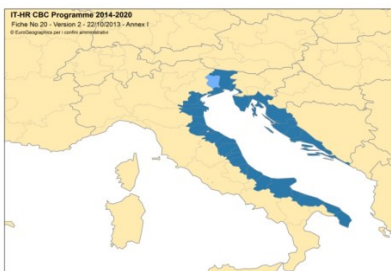 IT-HR CBC Programme 2014-2020
Fiche No 20 - Version 2 - 22/10/2013 - Annex I
© EuroGeographics per i confini amministrativi